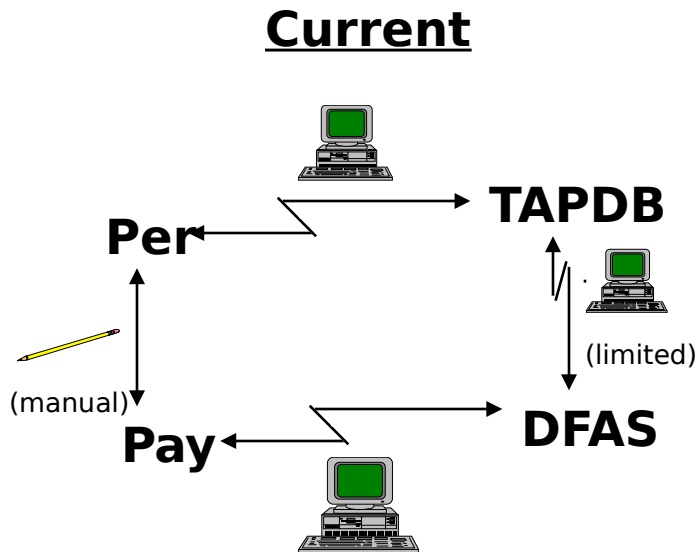 Current
TAPDB
Per
(limited)
(manual)
DFAS
Pay